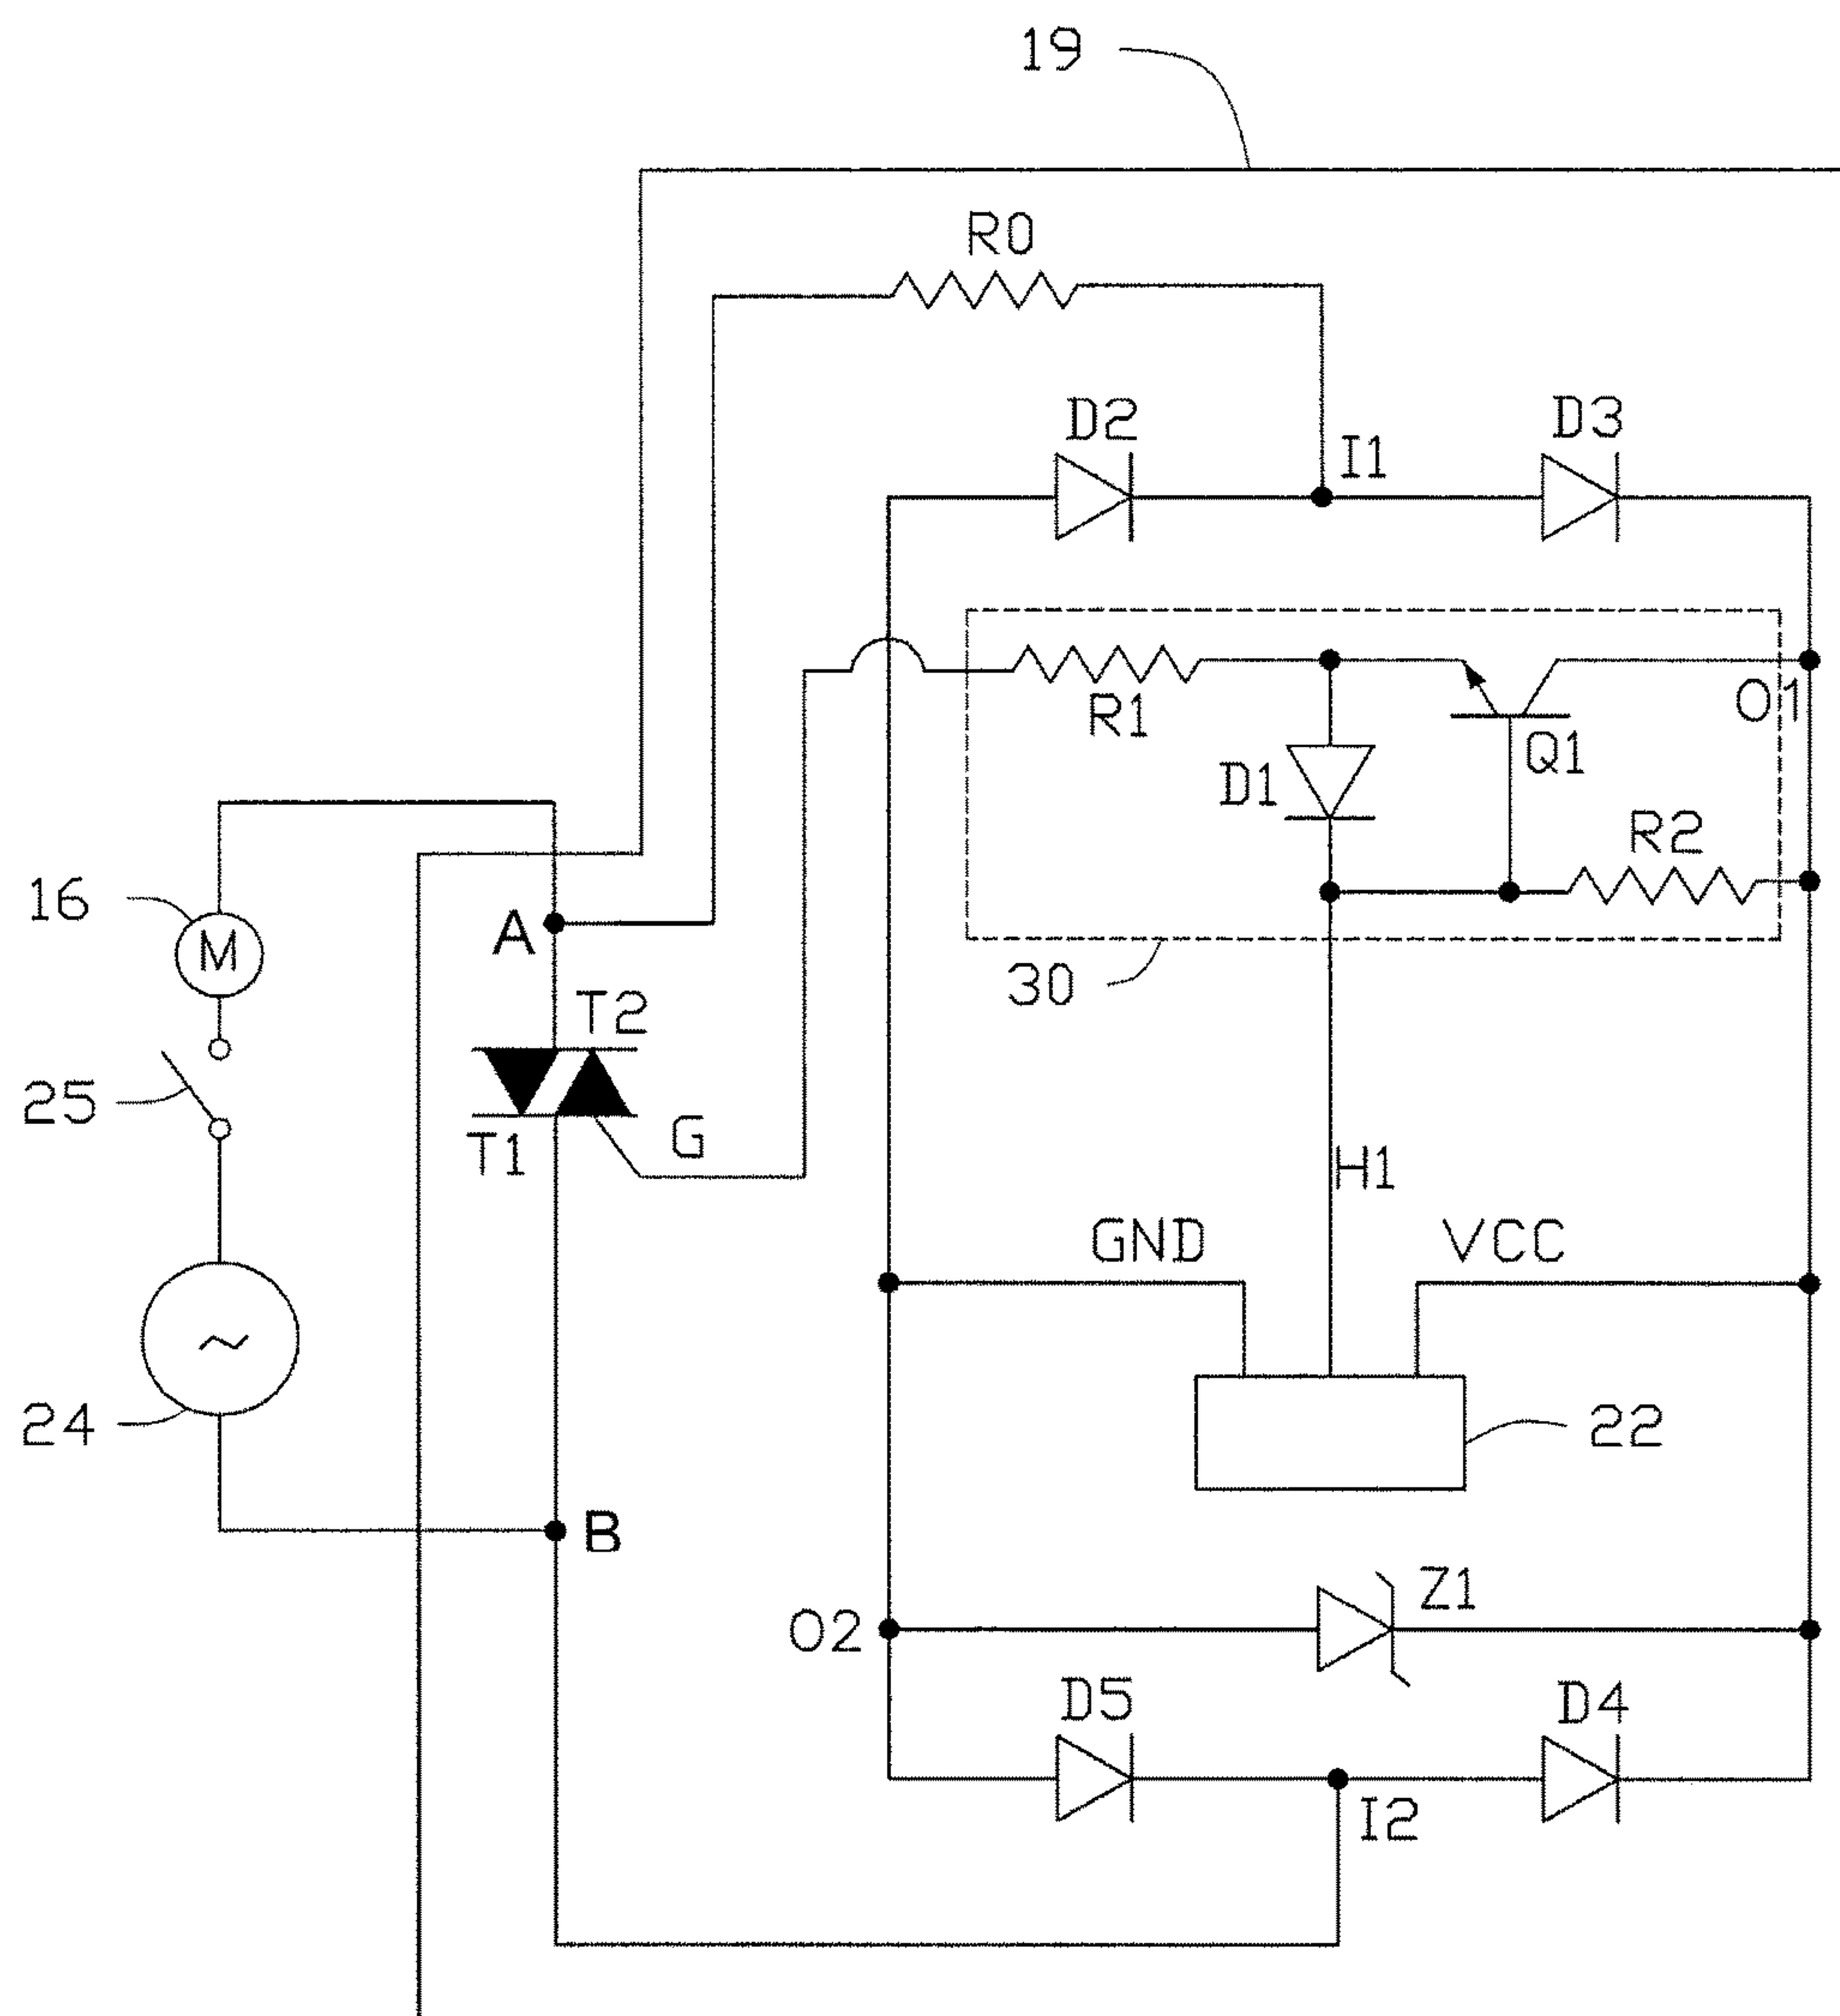 19
R0
D2
D3
I1
R1
O1
Q1
D1
R2
16
M
A
30
T2
25
T1
G
H1
GND
VCC
~
24
22
B
Z1
O2
D5
D4
I2